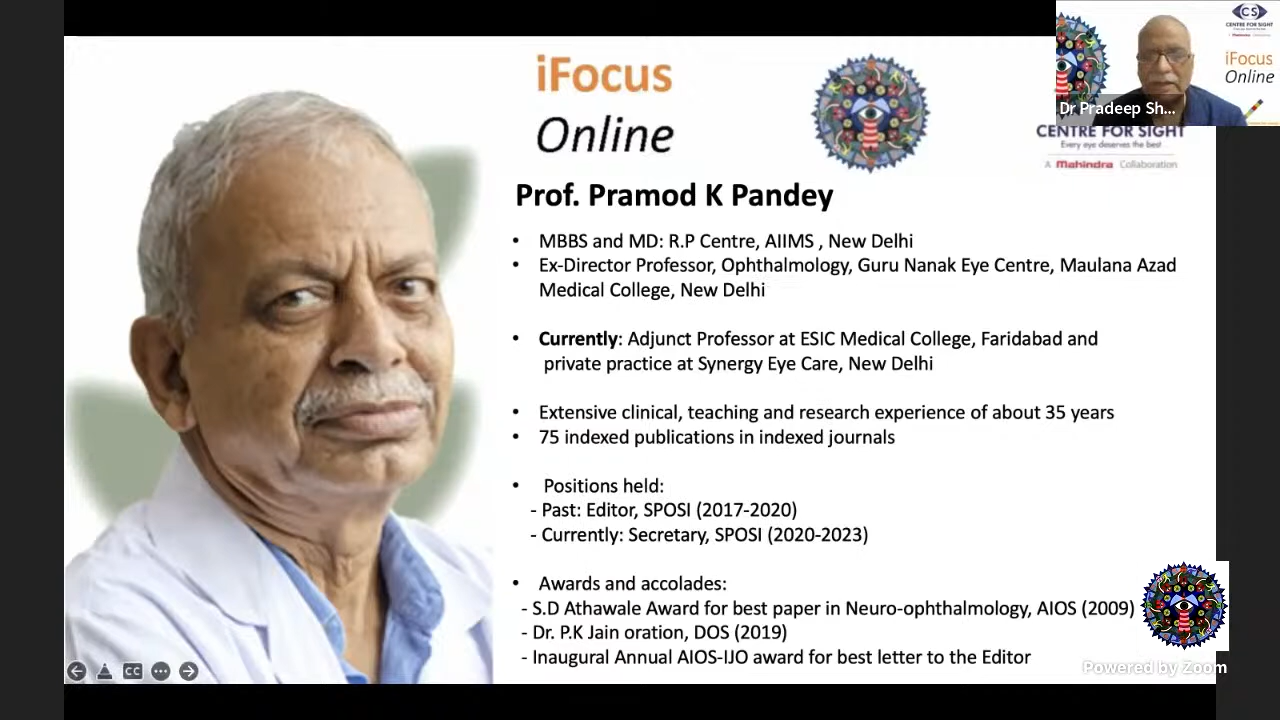 iFocus
Online
CENTRE FOR SIGHT
Every eye deserves the best
A Mahindra Collaboration
CS
CENTRE FOR SIGHT
iFocus
Online
Dr Pradeep Sh...
Prof. Pramod K Pandey
• MBBS and MD: R.P Centre, AIIMS , New Delhi
• Ex-Director Professor, Ophthalmology, Guru Nanak Eye Centre, Maulana Azad
Medical College, New Delhi
• Currently: Adjunct Professor at ESIC Medical College, Faridabad and
private practice at Synergy Eye Care, New Delhi
• Extensive clinical, teaching and research experience of about 35 years
• 75 indexed publications in indexed journals
• Positions held:
- Past: Editor, SPOSI (2017-2020)
- Currently: Secretary, SPOSI (2020-2023)
• Awards and accolades:
- S.D Athawale Award for best paper in Neuro-ophthalmology, AIOS (2009)
- Dr. P.K Jain oration, DOS (2019)
- Inaugural Annual AIOS-IJO award for best letter to the Editor
CC
Powered by Zoom